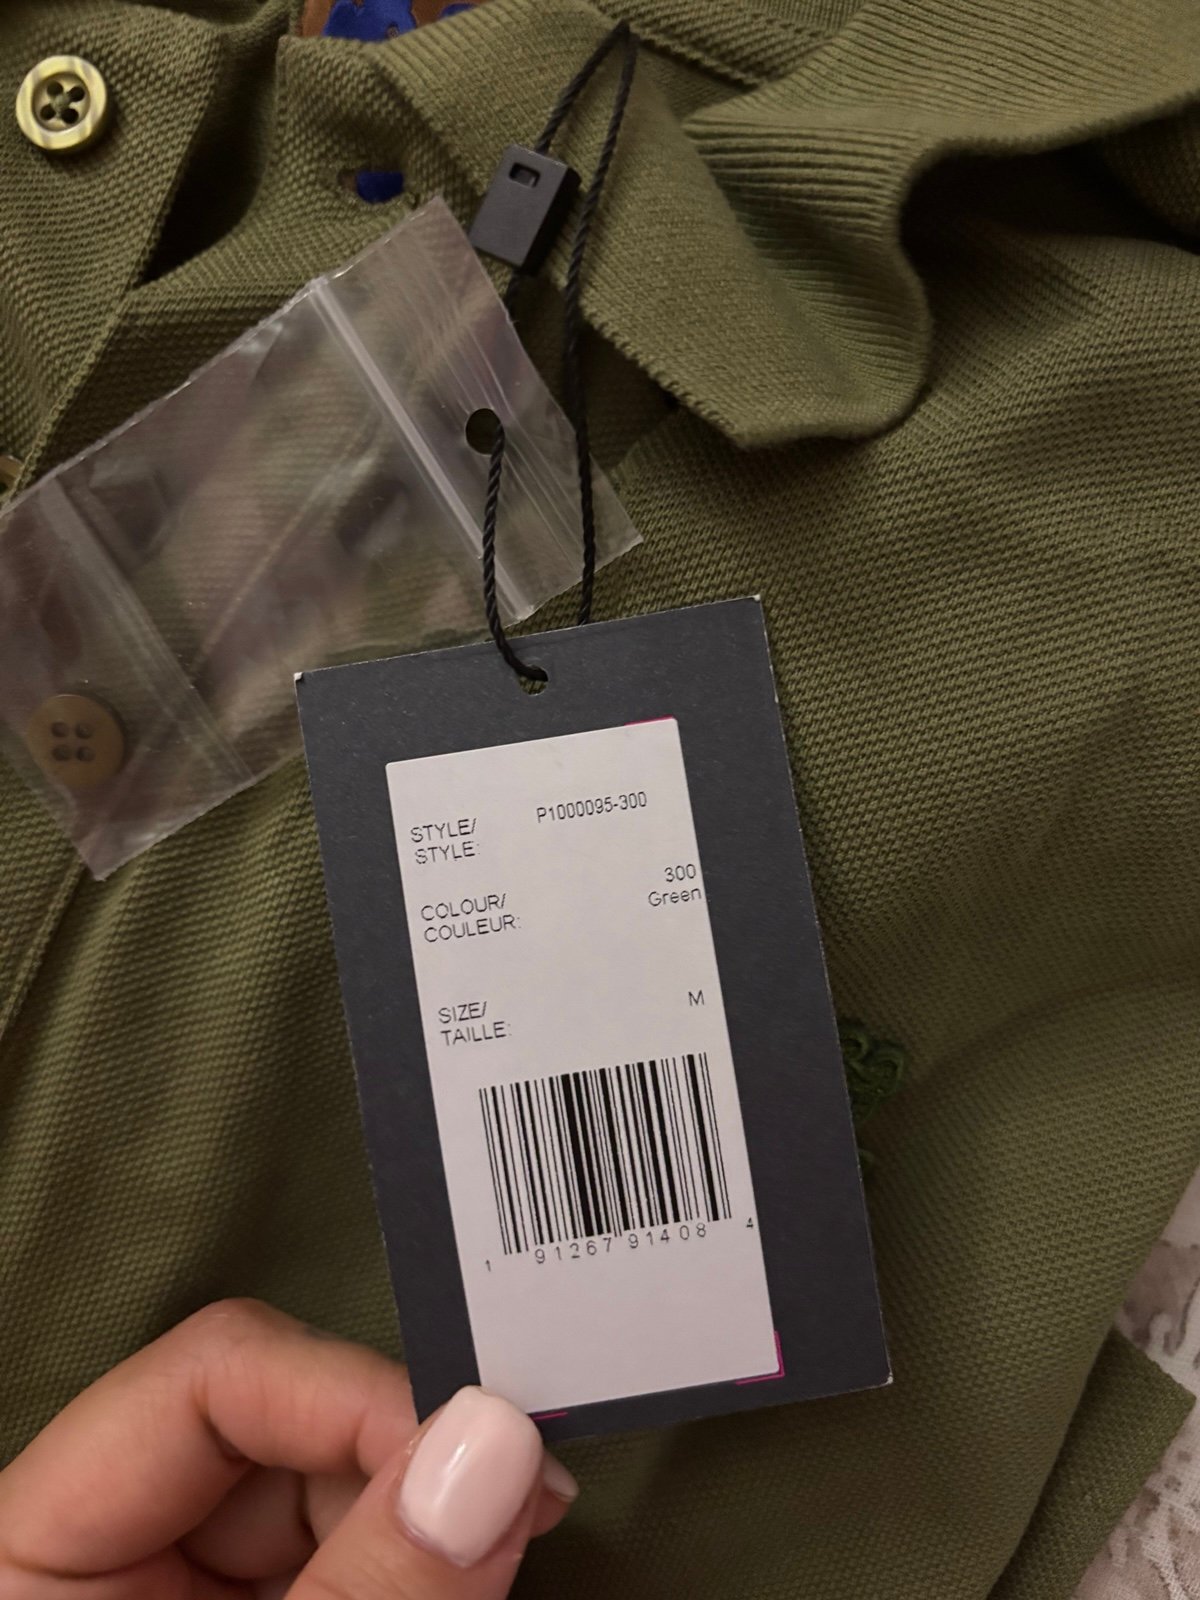 STYLE/ P1000095-300
STYLE:
COLOUR/ 300
COULEUR: Green
SIZE/ M
TAILLE:
1 91267 91408 4